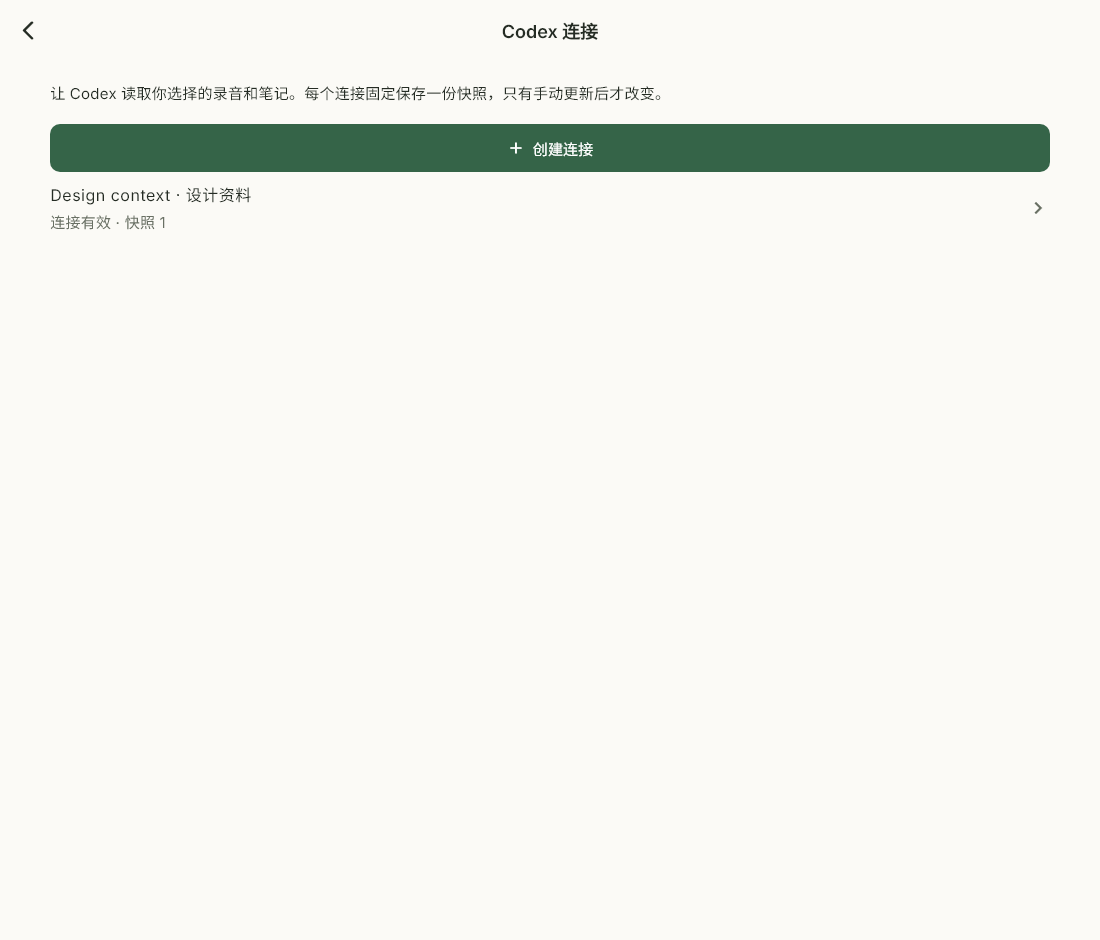 Codex 连接
让 Codex 读取你选择的录音和笔记。每个连接固定保存一份快照，只有手动更新后才改变。
+ 创建连接
Design context · 设计资料
连接有效 · 快照 1